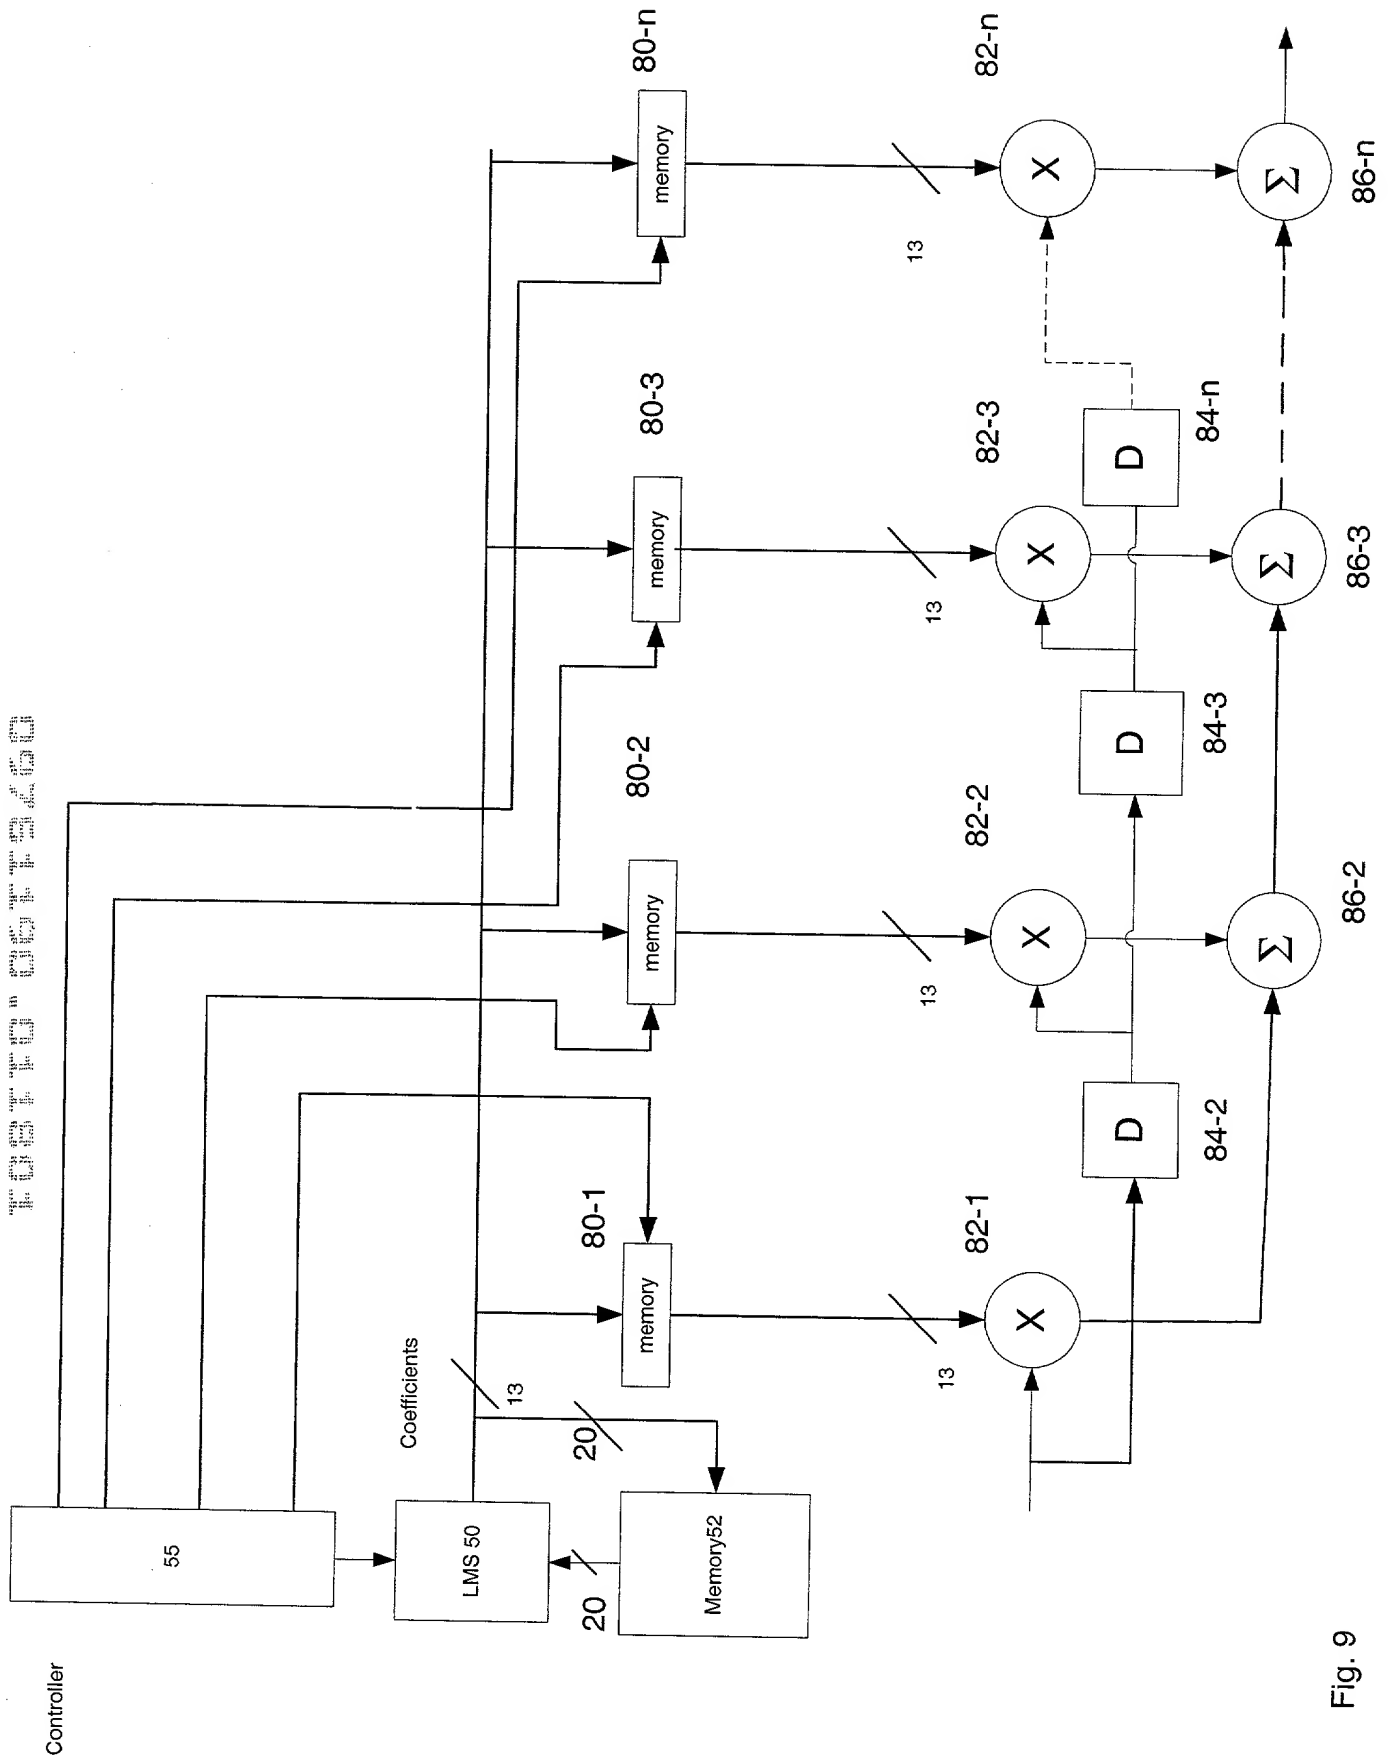 Controller
55
LMS 50
Coefficients
13
20
20
Memory52
80-1
memory
80-2
memory
80-3
memory
80-n
memory
13
13
13
13
82-1
X
82-2
X
82-3
X
82-n
X
D
84-2
D
84-3
D
84-n
Σ
86-2
Σ
86-3
Σ
86-n
Fig. 9